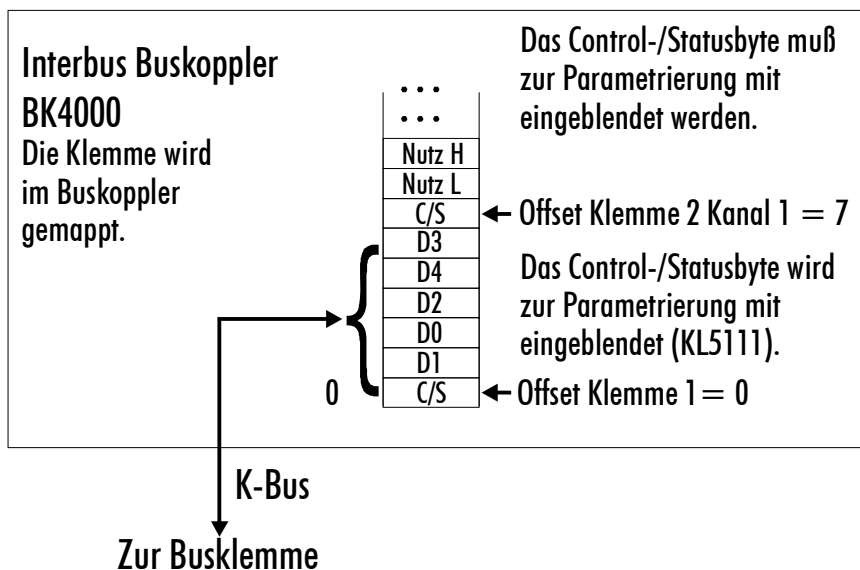 Interbus Buskoppler
BK4000
Die Klemme wird
im Buskoppler
gemappt.
Das Control-/Statusbyte muß
zur Parametrierung mit
eingeblendet werden.
...
...
Nutz H
Nutz L
C/S
Offset Klemme 2 Kanal 1 = 7
D3
D4
D2
D0
D1
0
C/S
Offset Klemme 1= 0
Das Control-/Statusbyte wird
zur Parametrierung mit
eingeblendet (KL5111).
K-Bus
Zur Busklemme